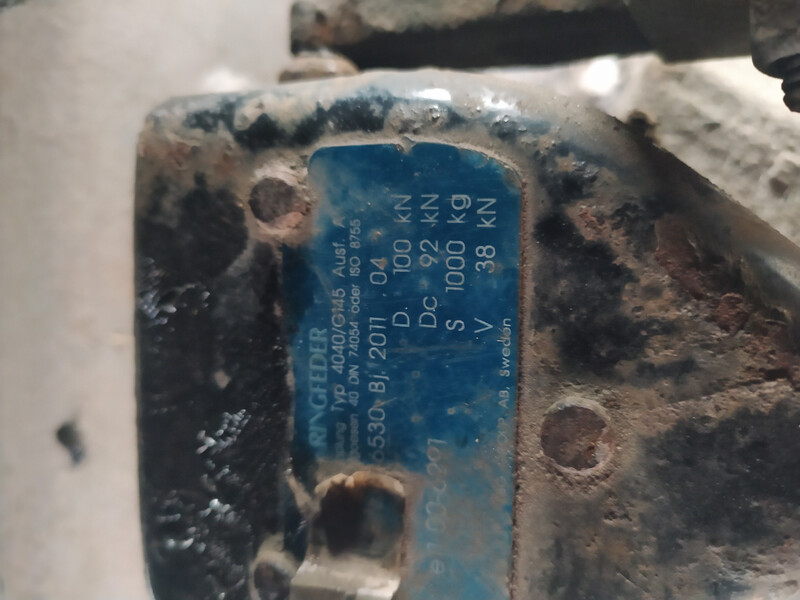 RINGFEDER
Typ 4040/G145 Ausf. A
40 DIN 74054 oder ISO 8755
6530 Bj. 2011 04
D. 100 kN
Dc 92 kN
S 1000 kg
V 38 kN
AB, Sweden